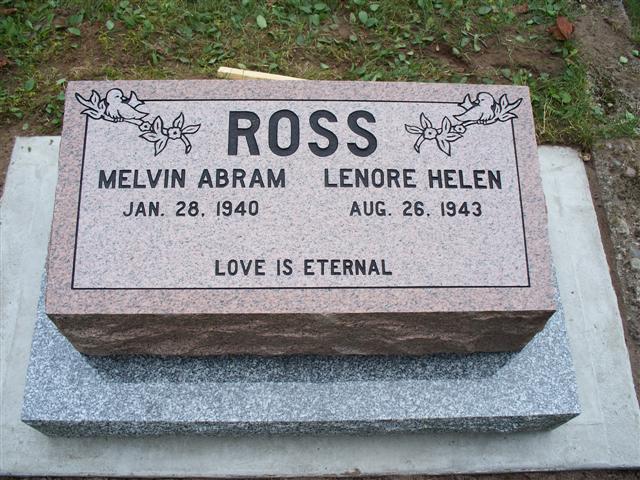 ROSS
MELVIN ABRAM LENORE HELEN
JAN. 28. 1940 AUG. 26. 1943
LOVE IS ETERNAL